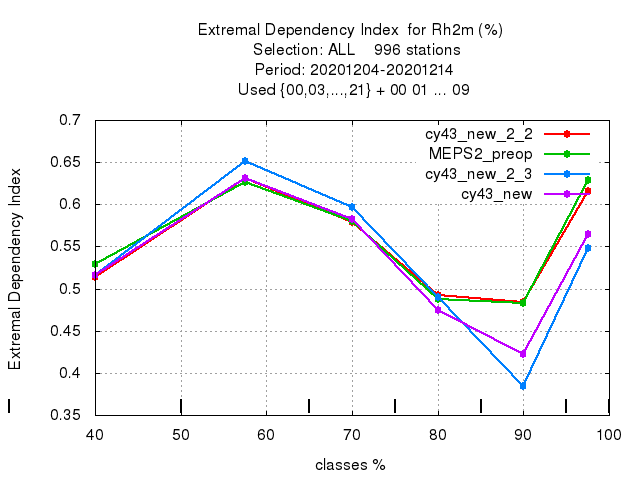 Extremal Dependency Index  for Rh2m (%)
Selection: ALL    996 stations
Period: 20201204-20201214
Used {00,03,...,21} + 00 01 ... 09
0.7
0.65
0.6
0.55
0.5
0.45
0.4
0.35
Extremal Dependency Index
cy43_new_2_2
MEPS2_preop
cy43_new_2_3
cy43_new
40
50
60
70
80
90
100
classes %